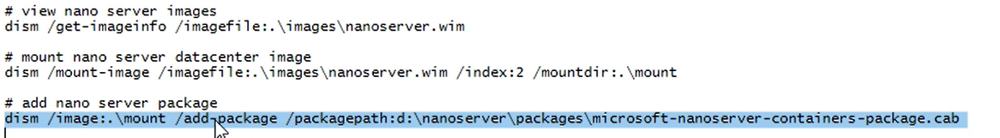 # view nano server images
dism /get-imageinfo /imagefile:.\images\nanoserver.wim
# mount nano server datacenter image
dism /mount-image /imagefile:.\images\nanoserver.wim /index:2 /mountdir:.\mount
# add nano server package
dism /image:.\mount /add-package /packagepath:d:\nanoserver\packages\microsoft-nanoserver-containers-package.cab